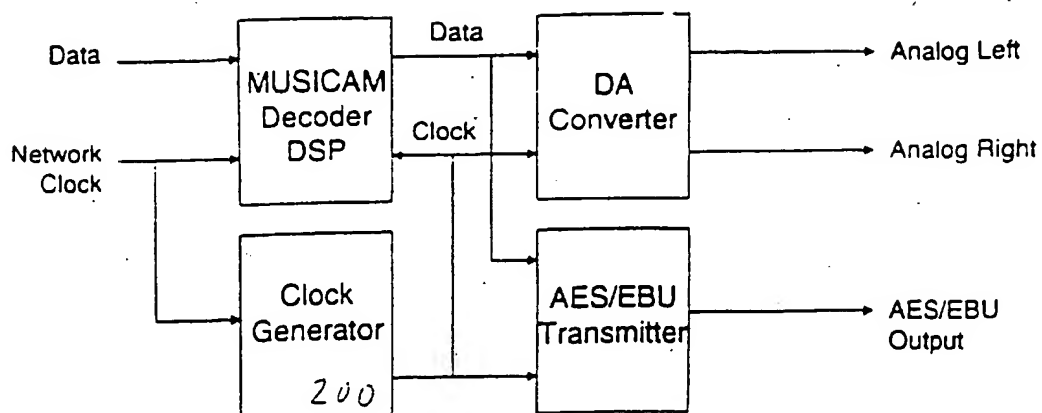 Data
Network
Clock
MUSICAM
Decoder
DSP
Data
Clock
DA
Converter
Analog Left
Analog Right
Clock
Generator
200
AES/EBU
Transmitter
AES/EBU
Output